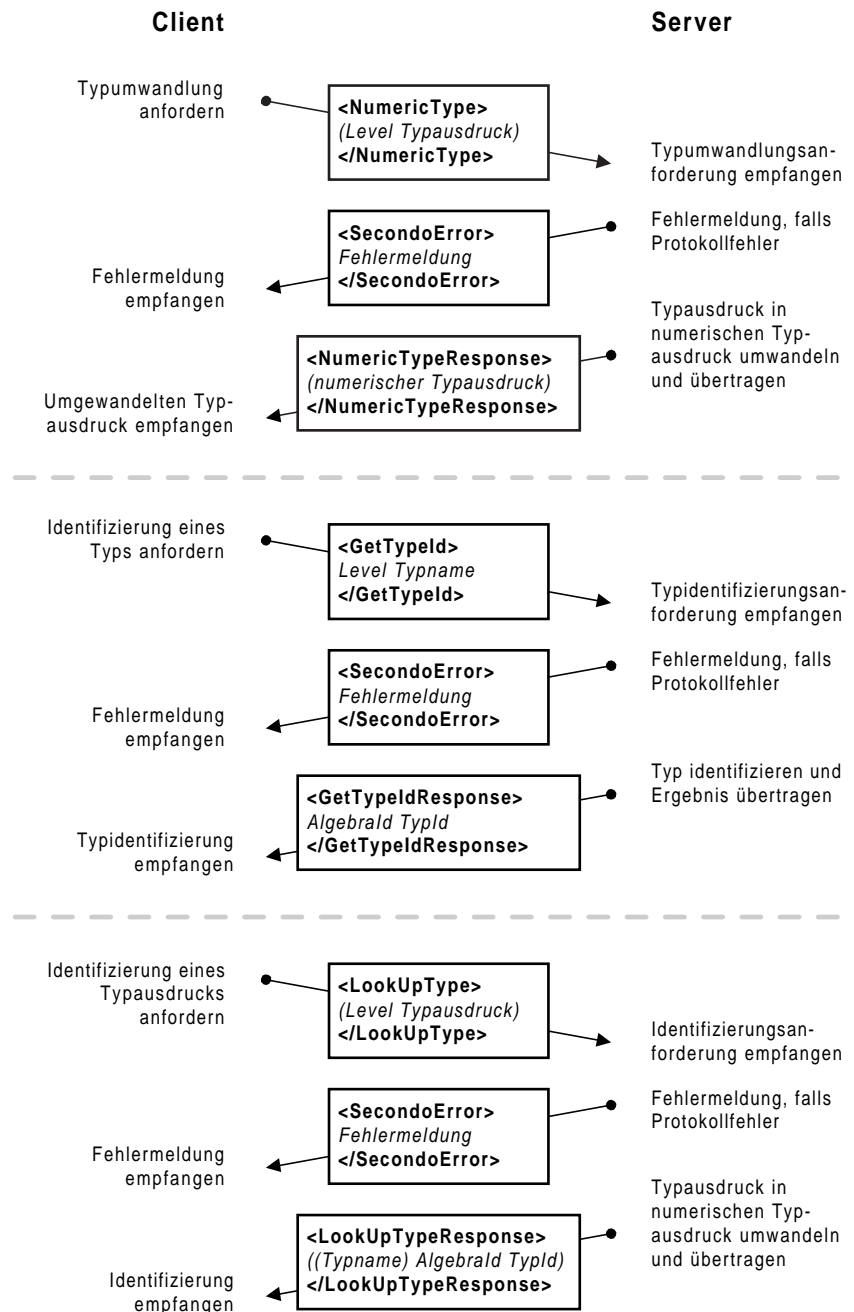 Client
Server
Typumwandlung
anfordern
<NumericType>
(Level Typausdruck)
</NumericType>
Typumwandlungsan-
forderung empfangen
<SecondoError>
Fehlermeldung
</SecondoError>
Fehlermeldung, falls
Protokollfehler
Fehlermeldung
empfangen
Typausdruck in
numerischen Typ-
ausdruck umwandeln
und übertragen
<NumericTypeResponse>
(numerischer Typausdruck)
</NumericTypeResponse>
Umgewandelten Typ-
ausdruck empfangen
Identifizierung eines
Typs anfordern
<GetTypeId>
Level Typname
</GetTypeId>
Typidentifizierungsan-
forderung empfangen
<SecondoError>
Fehlermeldung
</SecondoError>
Fehlermeldung, falls
Protokollfehler
Fehlermeldung
empfangen
Typ identifizieren und
Ergebnis übertragen
<GetTypeIdResponse>
AlgebraId TypId
</GetTypeIdResponse>
Typidentifizierung
empfangen
Identifizierung eines
Typausdrucks
anfordern
<LookUpType>
(Level Typausdruck)
</LookUpType>
Identifizierungsan-
forderung empfangen
<SecondoError>
Fehlermeldung
</SecondoError>
Fehlermeldung, falls
Protokollfehler
Fehlermeldung
empfangen
Typausdruck in
numerischen Typ-
ausdruck umwandeln
und übertragen
<LookUpTypeResponse>
((Typname) AlgebraId TypId)
</LookUpTypeResponse>
Identifizierung
empfangen